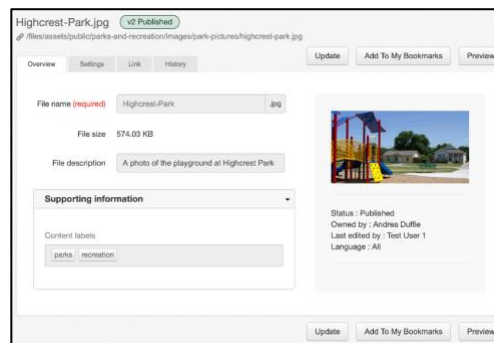 Highcrest-Park.jpg v2 Published
/files/assets/public/parks-and-recreation/images/park-pictures/highcrest-park.jpg
Update Add To My Bookmarks Preview
Overview Settings Link History
File name (required) Highcrest-Park .jpg
File size 574.03 KB
File description A photo of the playground at Highcrest Park
Supporting information
Content labels
parks recreation
Status : Published
Owned by : Andrea Duffie
Last edited by : Test User 1
Language : All
Update Add To My Bookmarks Preview